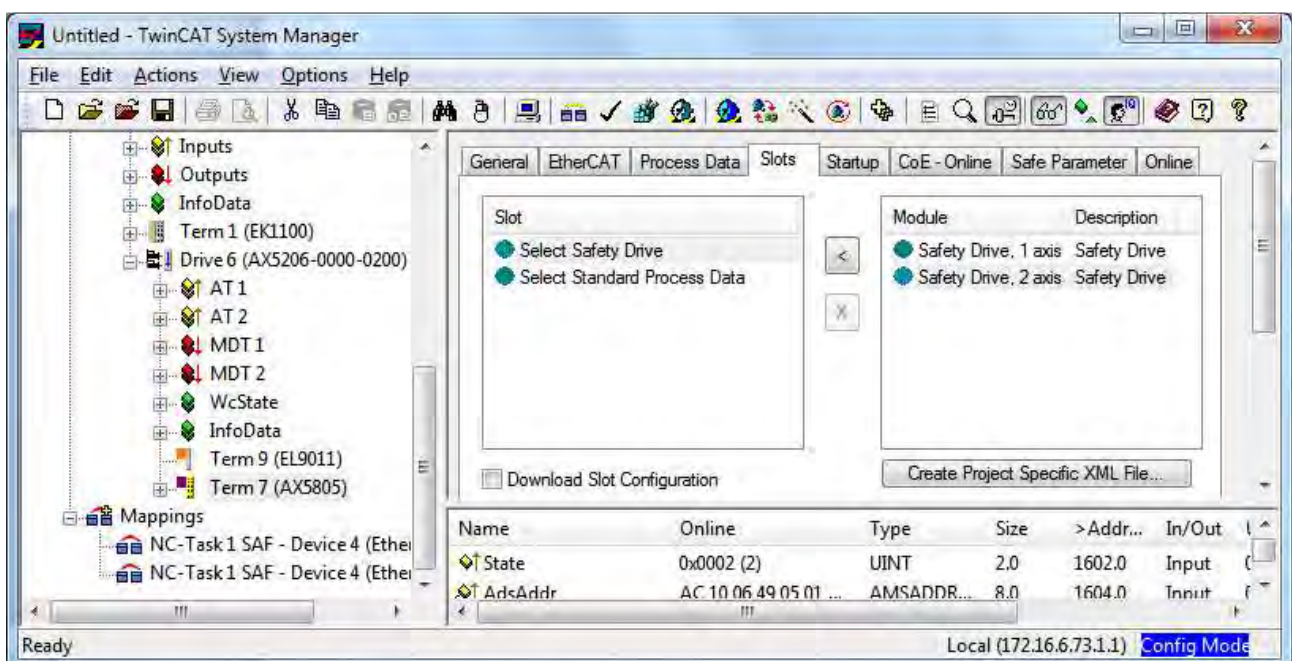 Untitled - TwinCAT System Manager
File Edit Actions View Options Help
Inputs
Outputs
InfoData
Term 1 (EK1100)
Drive 6 (AX5206-0000-0200)
AT 1
AT 2
MDT 1
MDT 2
WcState
InfoData
Term 9 (EL9011)
Term 7 (AX5805)
Mappings
NC-Task 1 SAF - Device 4 (Ether
NC-Task 1 SAF - Device 4 (Ether
General EtherCAT Process Data Slots Startup CoE - Online Safe Parameter Online
Slot
Select Safety Drive
Select Standard Process Data
<
X
Module Description
Safety Drive, 1 axis Safety Drive
Safety Drive, 2 axis Safety Drive
Download Slot Configuration
Create Project Specific XML File...
Name Online Type Size >Addr... In/Out
State 0x0002 (2) UINT 2.0 1602.0 Input
AdsAddr AC 10 06 49 05 01 ... AMSADDR... 8.0 1604.0 Input
Ready Local (172.16.6.73.1.1) Config Mode